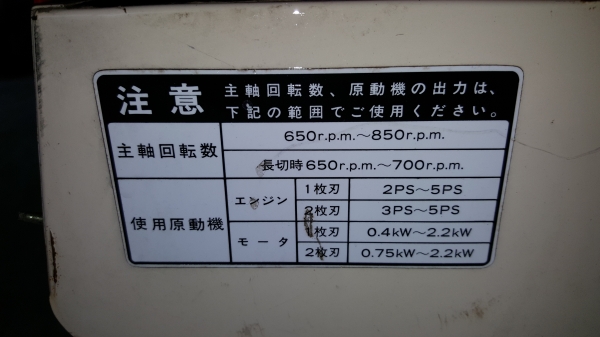 注意
主軸回転数、原動機の出力は、
下記の範囲でご使用ください。
主軸回転数
650r.p.m.〜850r.p.m.
長切時650r.p.m.〜700r.p.m.
使用原動機
エンジン
1枚刃 2PS〜5PS
2枚刃 3PS〜5PS
モータ
1枚刃 0.4kW〜2.2kW
2枚刃 0.75kW〜2.2kW